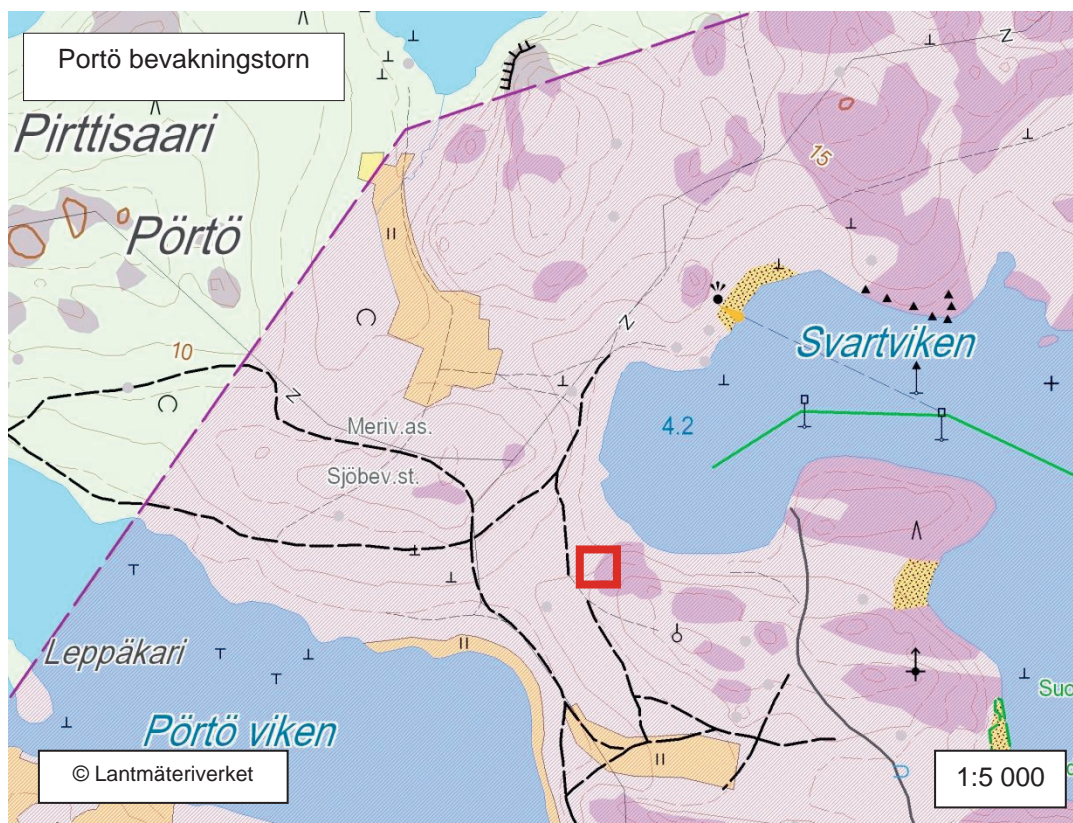 Portö bevakningstorn
Pirttisaari
Pörtö
15
Svartviken
10
4.2
Meriv.as.
Sjöbev.st.
Leppäkari
Suo
Pörtö viken
© Lantmäteriverket
1:5 000